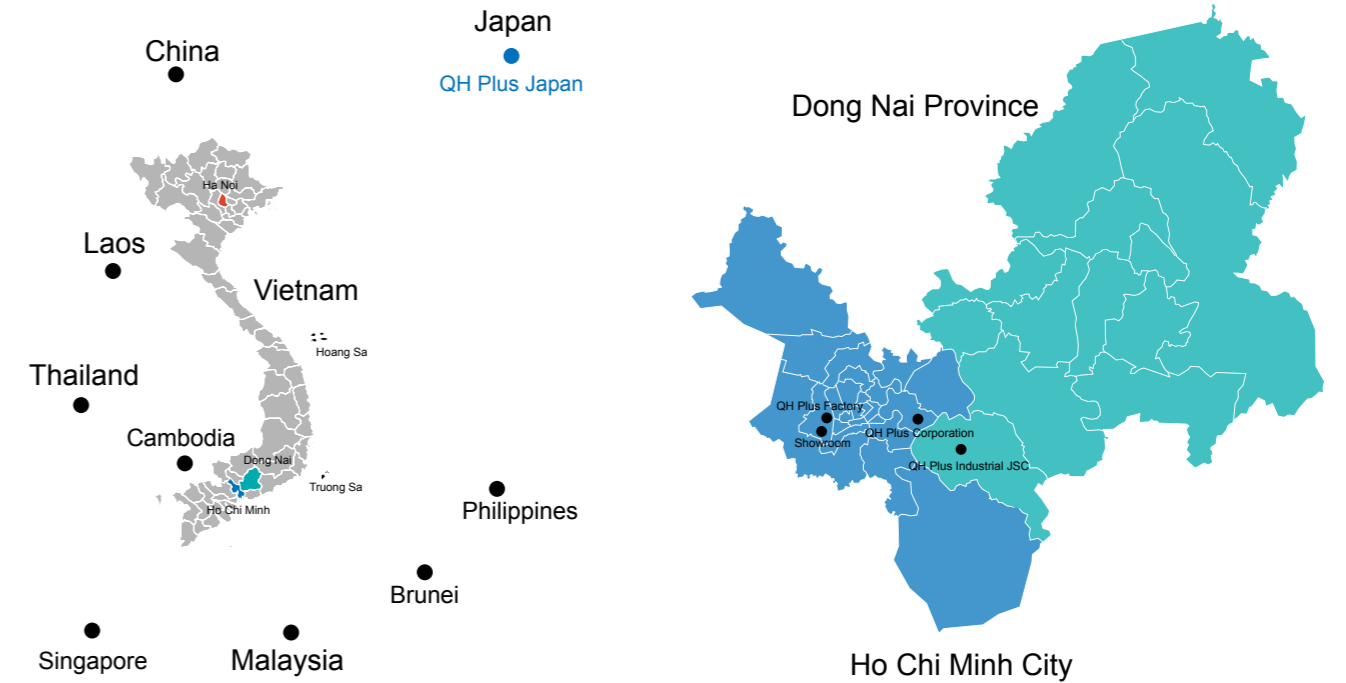 China
Japan
QH Plus Japan
Ha Noi
Laos
Vietnam
Hoang Sa
Thailand
Cambodia
Dong Nai
Truong Sa
Ho Chi Minh
Philippines
Brunei
Singapore
Malaysia
Dong Nai Province
QH Plus Factory
Showroom
QH Plus Corporation
QH Plus Industrial JSC
Ho Chi Minh City